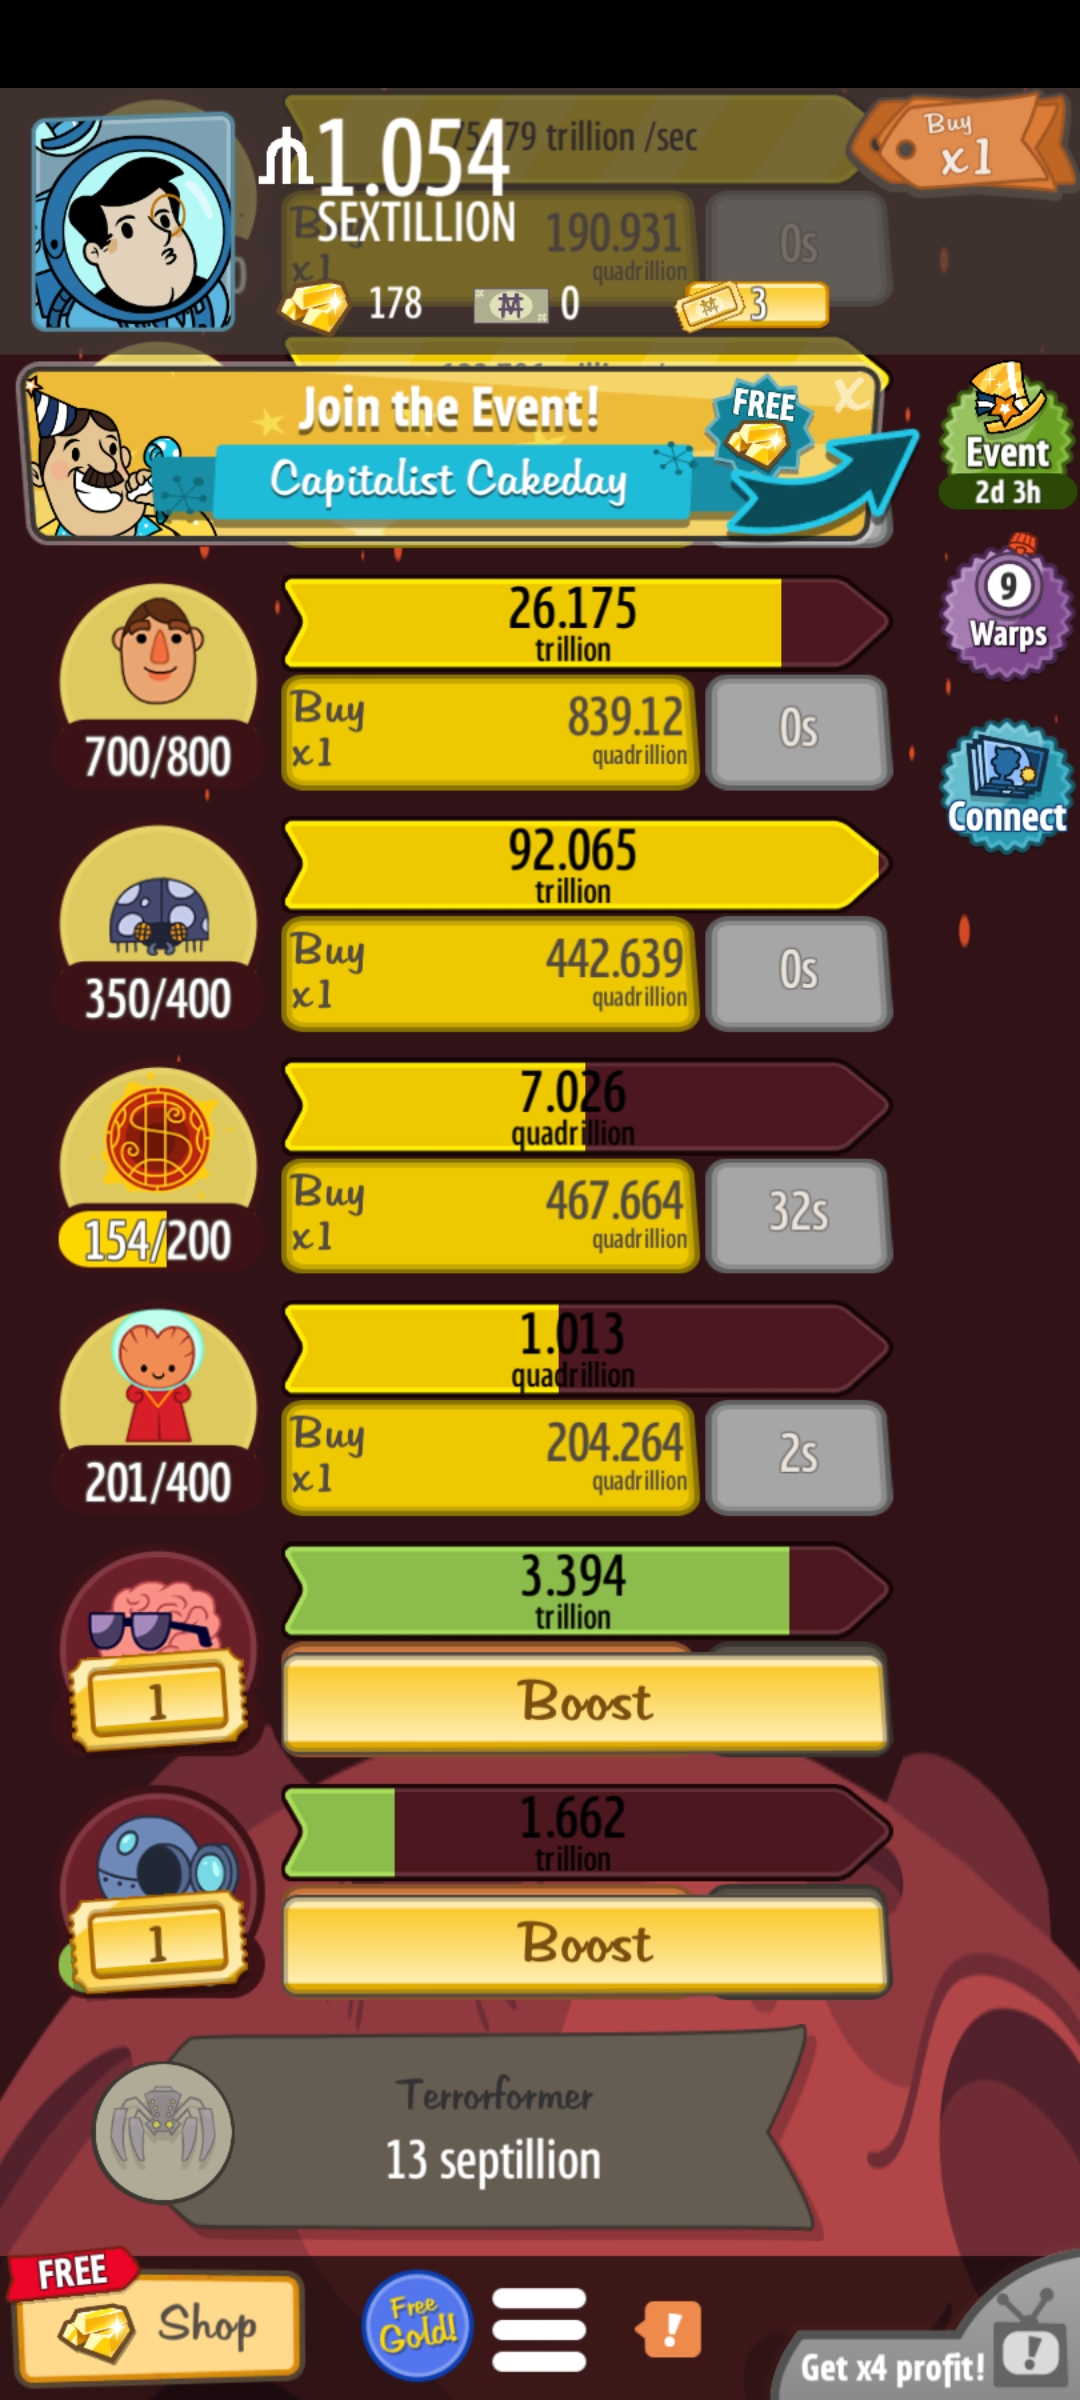 1.054
SEXTILLION
79 trillion /sec
Buy
x1
Buy
x1
190.931
quadrillion
0s
178
0
3
Join the Event!
FREE
X
Capitalist Cakeday
Event
2d 3h
9
Warps
Connect
26.175
trillion
Buy
x1
839.12
quadrillion
0s
700/800
92.065
trillion
Buy
x1
442.639
quadrillion
0s
350/400
7.026
quadrillion
Buy
x1
467.664
quadrillion
32s
154/200
1.013
quadrillion
Buy
x1
204.264
quadrillion
2s
201/400
3.394
trillion
1
Boost
1.662
trillion
1
Boost
Terrorformer
13 septillion
FREE
Shop
Free
Gold!
!
Get x4 profit!
!